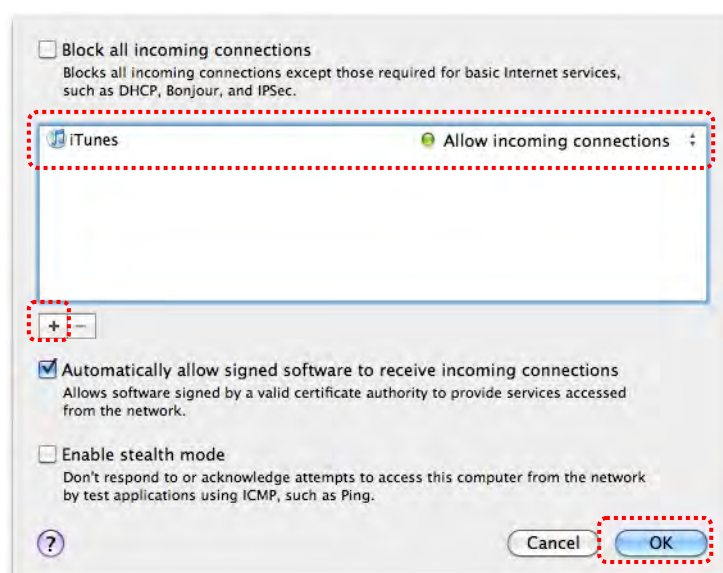 Block all incoming connections
Blocks all incoming connections except those required for basic Internet services,
such as DHCP, Bonjour, and IPSec.
iTunes Allow incoming connections
+ −
Automatically allow signed software to receive incoming connections
Allows software signed by a valid certificate authority to provide services accessed
from the network.
Enable stealth mode
Don't respond to or acknowledge attempts to access this computer from the network
by test applications using ICMP, such as Ping.
? Cancel OK